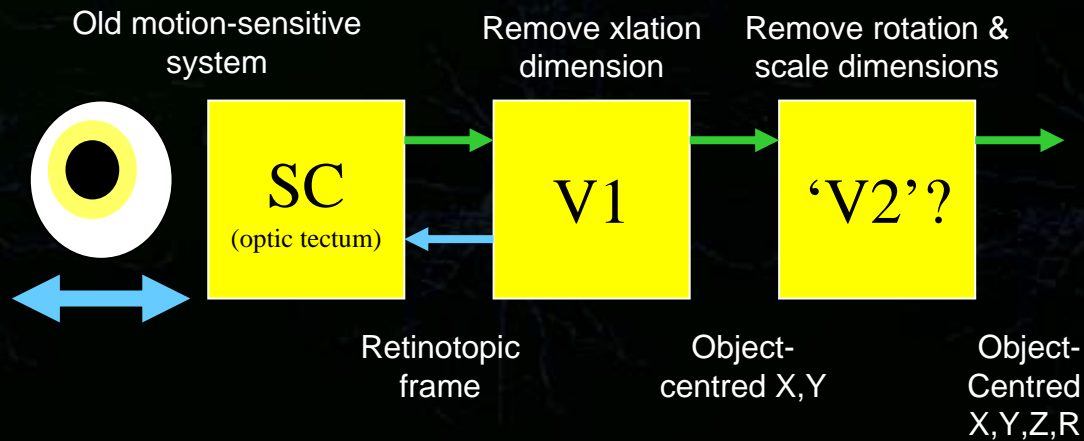 Old motion-sensitive
system
Remove xlation
dimension
Remove rotation &
scale dimensions
SC
(optic tectum)
V1
‘V2’?
Retinotopic
frame
Object-
centred X,Y
Object-
Centred
X,Y,Z,R